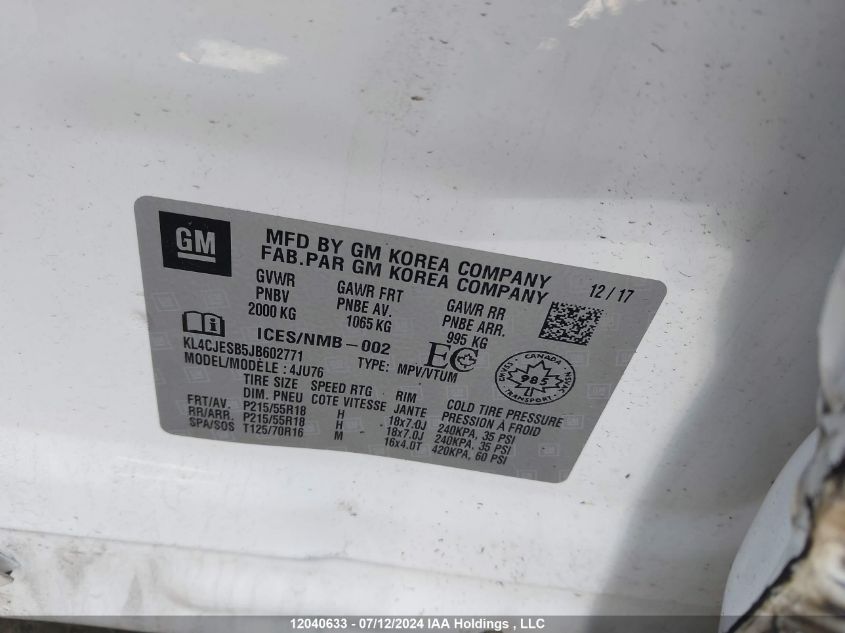 GM
MFD BY GM KOREA COMPANY
FAB.PAR GM KOREA COMPANY
12 / 17
GVWR GAWR FRT GAWR RR
PNBV PNBE AV. PNBE ARR.
2000 KG 1065 KG 995 KG
ICES/NMB-002
KL4CJESB5JB602771 TYPE: MPV/VTUM
MODEL/MODÈLE : 4JU76
CANADA
985
TRANSPORT
TIRE SIZE SPEED RTG RIM COLD TIRE PRESSURE
DIM. PNEU COTE VITESSE JANTE PRESSION À FROID
FRT/AV. P215/55R18 H - 18x7.0J 240KPA, 35 PSI
RR/ARR. P215/55R18 H - 18x7.0J 240KPA, 35 PSI
SPA/SOS T125/70R16 M 16x4.0T 420KPA, 60 PSI
12040633 - 07/12/2024 IAA Holdings , LLC